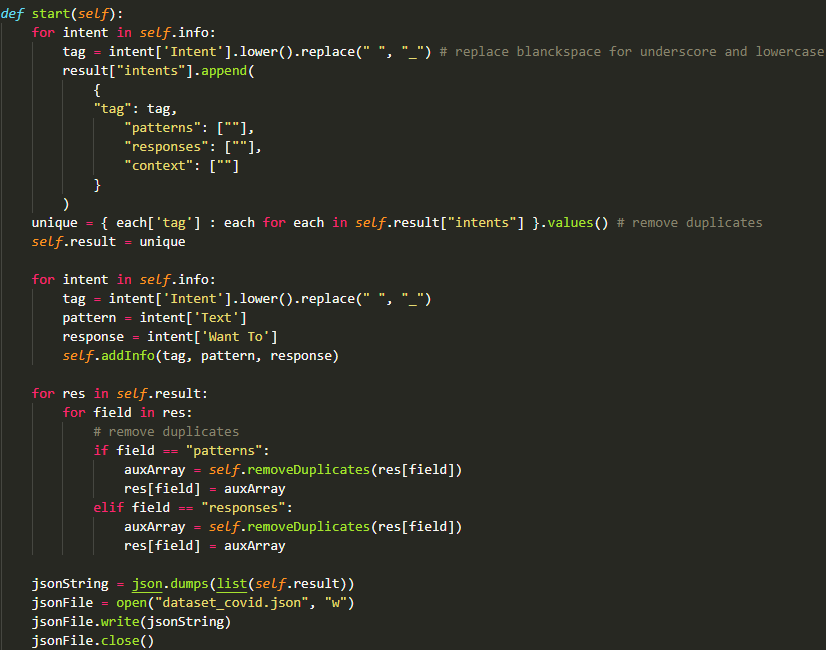 def start(self):
    for intent in self.info:
        tag = intent['Intent'].lower().replace(" ", "_") # replace blanckspace for underscore and lowercase
        result["intents"].append(
            {
            "tag": tag,
                "patterns": [""],
                "responses": [""],
                "context": [""]
            }
        )
    unique = { each['tag'] : each for each in self.result["intents"] }.values() # remove duplicates
    self.result = unique

    for intent in self.info:
        tag = intent['Intent'].lower().replace(" ", "_")
        pattern = intent['Text']
        response = intent['Want To']
        self.addInfo(tag, pattern, response)

    for res in self.result:
        for field in res:
            # remove duplicates
            if field == "patterns":
                auxArray = self.removeDuplicates(res[field])
                res[field] = auxArray
            elif field == "responses":
                auxArray = self.removeDuplicates(res[field])
                res[field] = auxArray

    jsonString = json.dumps(list(self.result))
    jsonFile = open("dataset_covid.json", "w")
    jsonFile.write(jsonString)
    jsonFile.close()